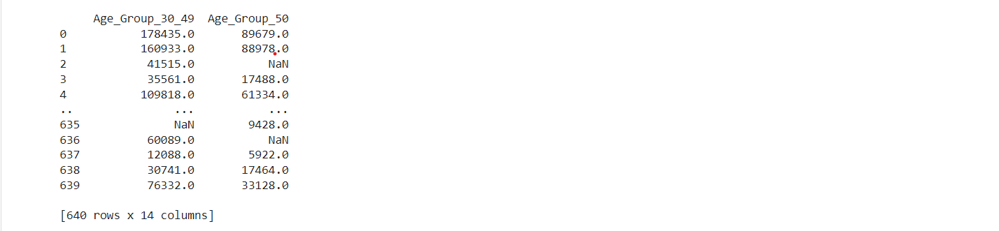 Age_Group_30_49 Age_Group_50
0 178435.0 89679.0
1 160933.0 88978.0
2 41515.0 NaN
3 35561.0 17488.0
4 109818.0 61334.0
.. ... ...
635 NaN 9428.0
636 60089.0 NaN
637 12088.0 5922.0
638 30741.0 17464.0
639 76332.0 33128.0
[640 rows x 14 columns]